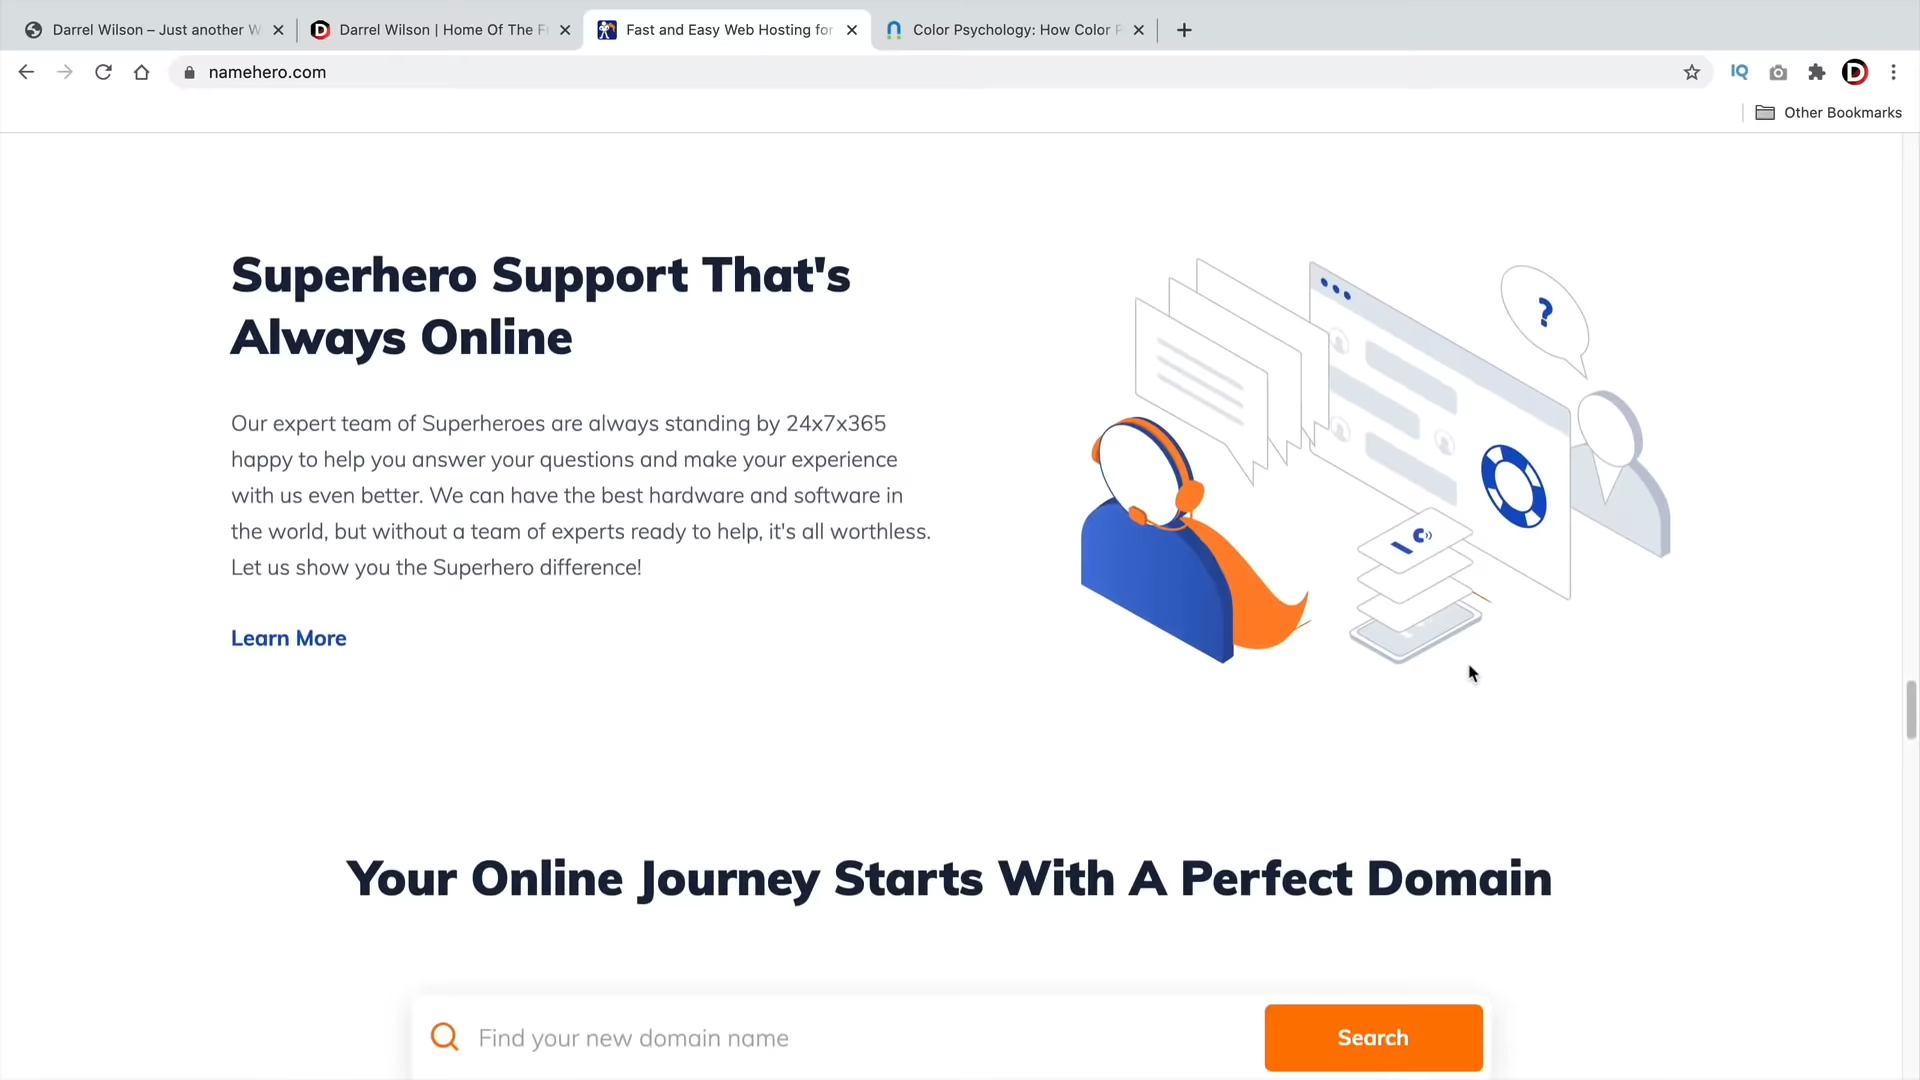 Darrel Wilson – Just another W
Darrel Wilson | Home Of The Fr
Fast and Easy Web Hosting for
Color Psychology: How Color P
namehero.com
IQ
D
Other Bookmarks
Superhero Support That's
Always Online
Our expert team of Superheroes are always standing by 24x7x365
happy to help you answer your questions and make your experience
with us even better. We can have the best hardware and software in
the world, but without a team of experts ready to help, it's all worthless.
Let us show you the Superhero difference!
Learn More
?
Your Online Journey Starts With A Perfect Domain
Find your new domain name
Search